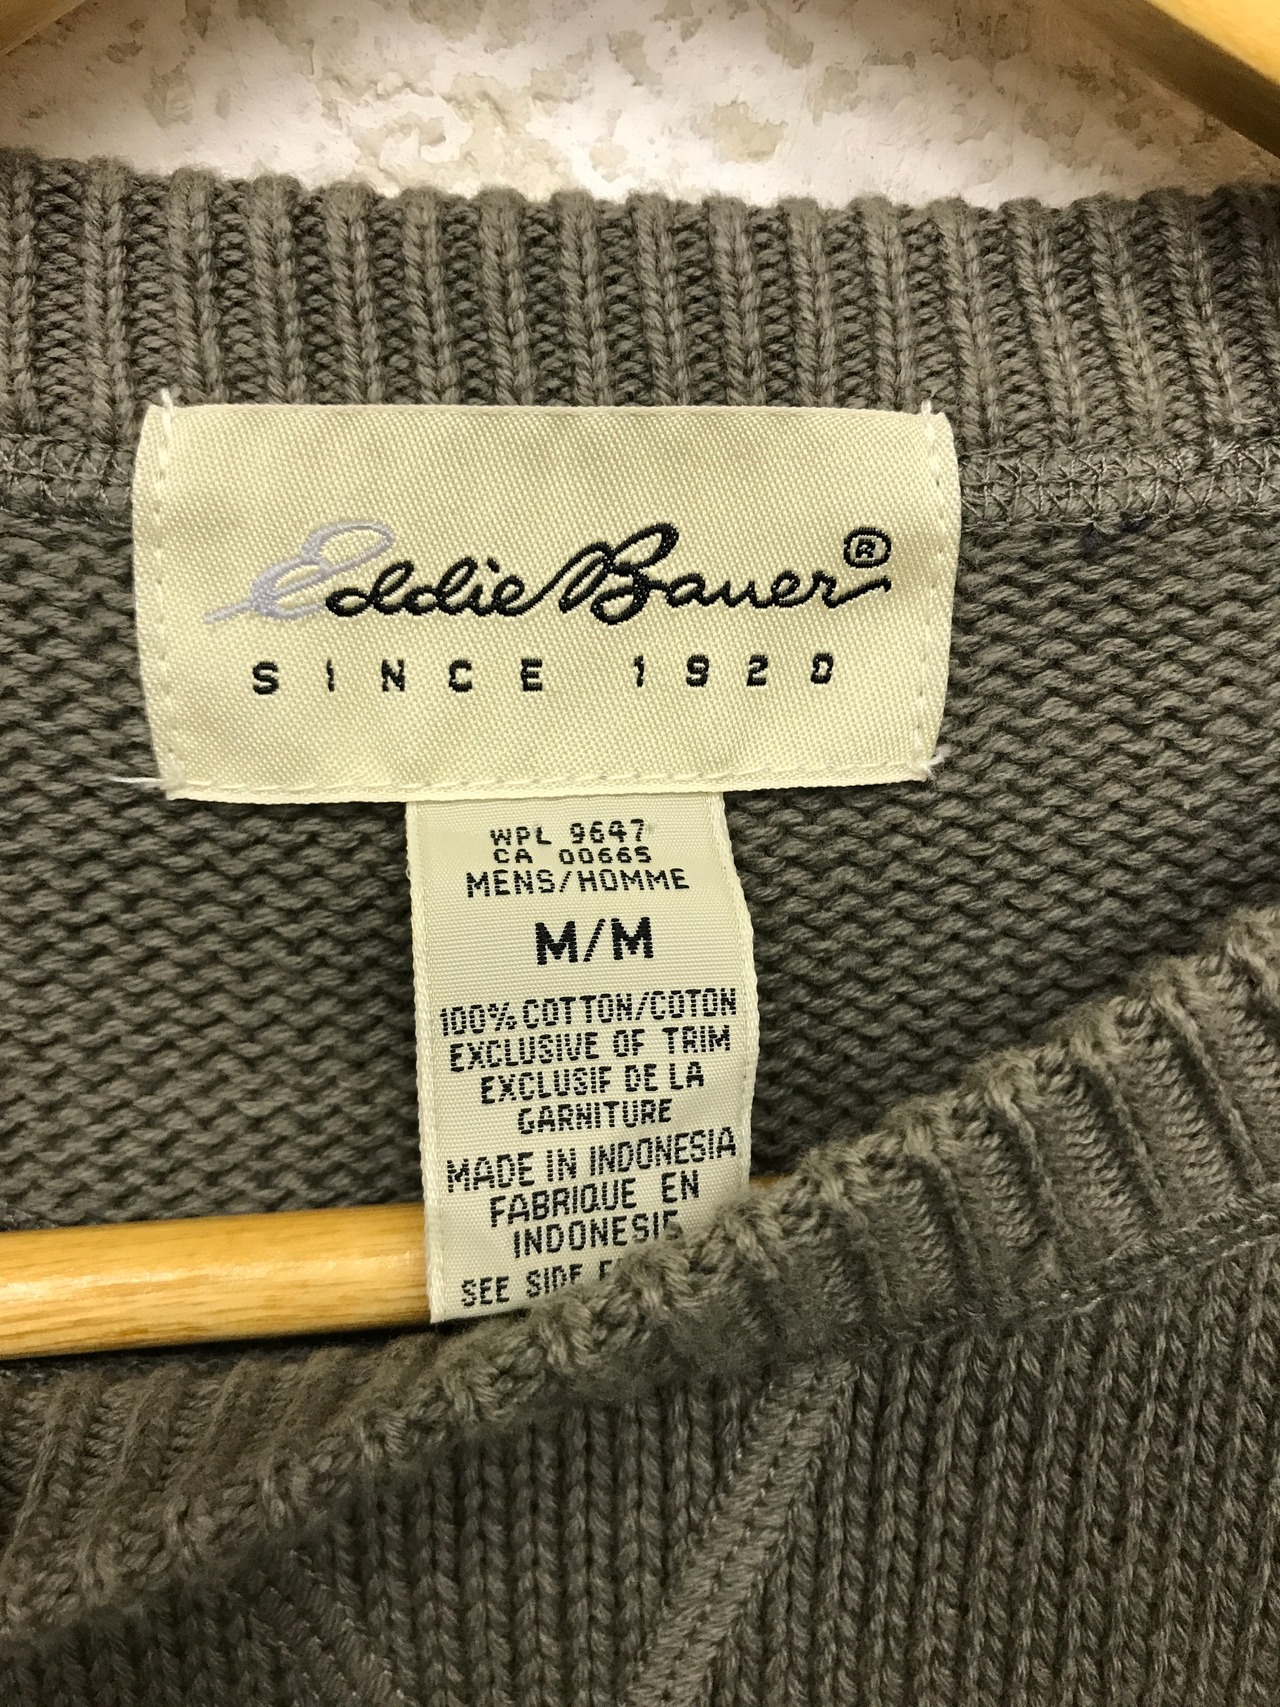 Eddie Bauer®
SINCE 1920
WPL 9647
CA 00665
MENS/HOMME
M/M
100% COTTON/COTON
EXCLUSIVE OF TRIM
EXCLUSIF DE LA
GARNITURE
MADE IN INDONESIA
FABRIQUE EN
INDONESIE
SEE SIDE